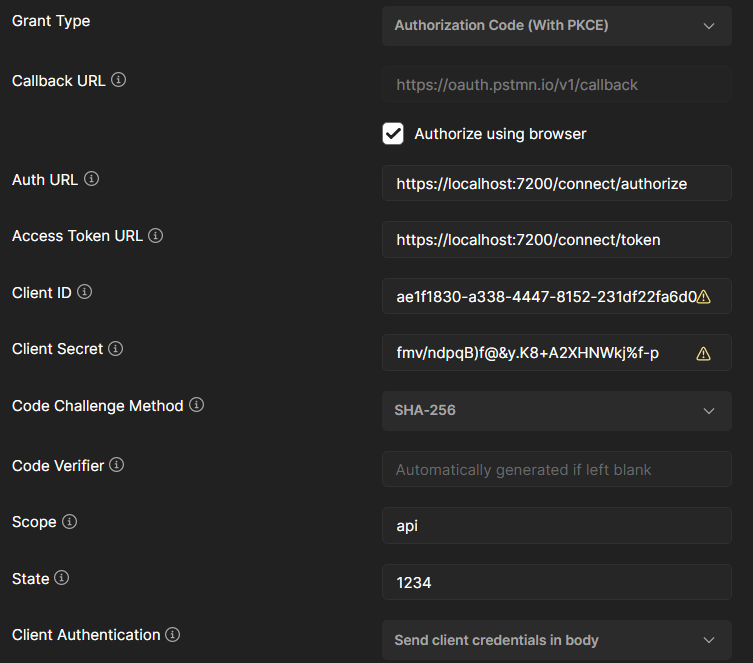 Grant Type
Authorization Code (With PKCE)
Callback URL
https://oauth.pstmn.io/v1/callback
Authorize using browser
Auth URL
https://localhost:7200/connect/authorize
Access Token URL
https://localhost:7200/connect/token
Client ID
ae1f1830-a338-4447-8152-231df22fa6d0
Client Secret
fmv/ndpqB)f@&y.K8+A2XHNWkj%f-p
Code Challenge Method
SHA-256
Code Verifier
Automatically generated if left blank
Scope
api
State
1234
Client Authentication
Send client credentials in body